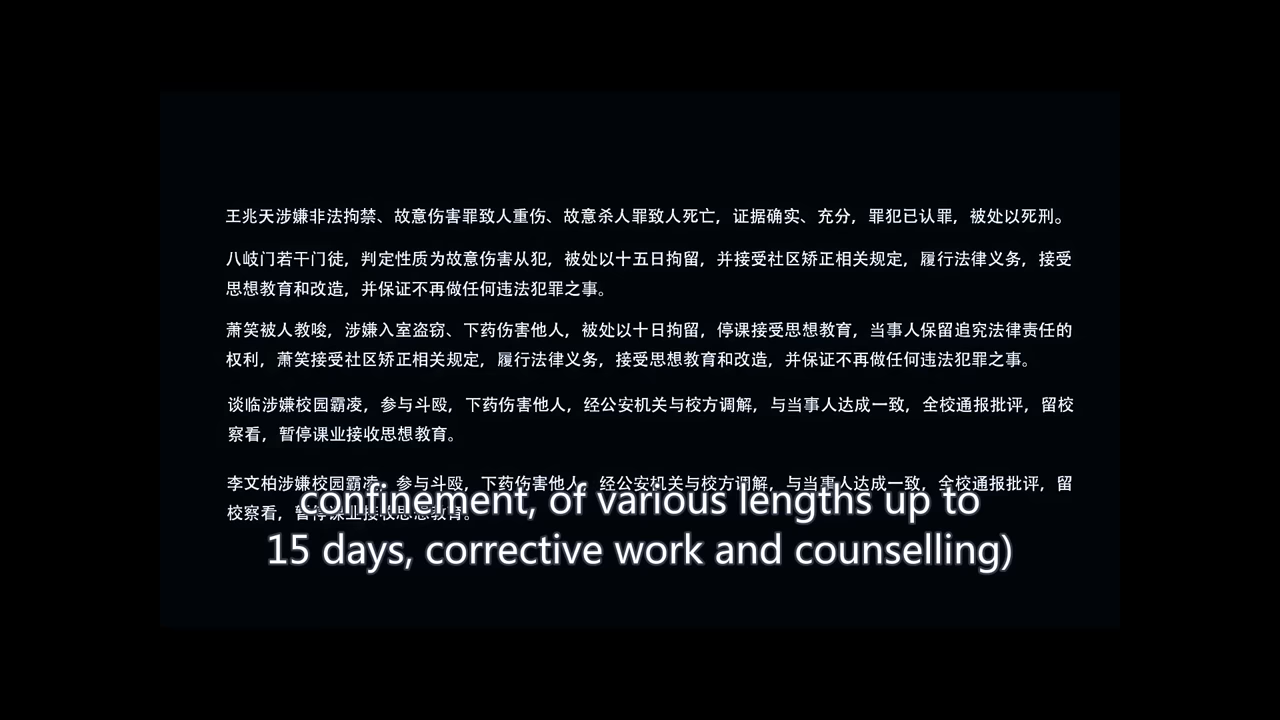 王兆天涉嫌非法拘禁、故意伤害罪致人重伤、故意杀人罪致人死亡，证据确实、充分，罪犯已认罪，被处以死刑。
八岐门若干门徒，判定性质为故意伤害从犯，被处以十五日拘留，并接受社区矫正相关规定，履行法律义务，接受
思想教育和改造，并保证不再做任何违法犯罪之事。
萧笑被人教唆，涉嫌入室盗窃、下药伤害他人，被处以十日拘留，停课接受思想教育，当事人保留追究法律责任的
权利，萧笑接受社区矫正相关规定，履行法律义务，接受思想教育和改造，并保证不再做任何违法犯罪之事。
谈临涉嫌校园霸凌，参与斗殴，下药伤害他人，经公安机关与校方调解，与当事人达成一致，全校通报批评，留校
察看，暂停课业接收思想教育。
李文柏涉嫌校园霸凌，参与斗殴，下药伤害他人，经公安机关与校方调解，与当事人达成一致，全校通报批评，留
校察看，暂停课业接收思想教育。
confinement, of various lengths up to
15 days, corrective work and counselling)